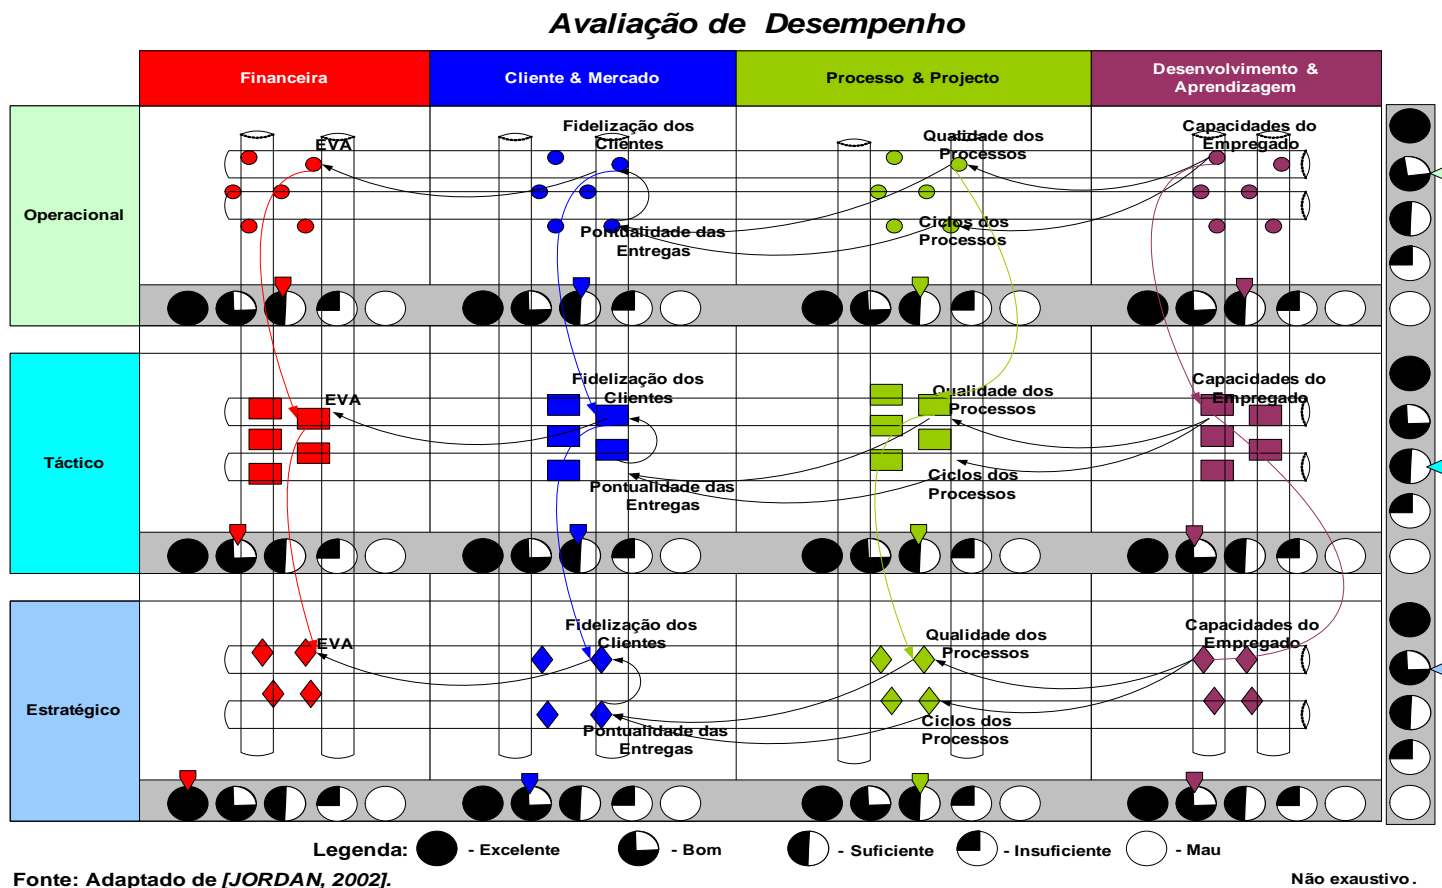 Avaliação de Desempenho
Financeira
Cliente & Mercado
Processo & Projecto
Desenvolvimento &
Aprendizagem
Operacional
EVA
Fidelização dos
Clientes
Qualidade dos
Processos
Capacidades do
Empregado
Pontualidade das
Entregas
Ciclos dos
Processos
Táctico
EVA
Fidelização dos
Clientes
Qualidade dos
Processos
Capacidades do
Empregado
Pontualidade das
Entregas
Ciclos dos
Processos
Estratégico
EVA
Fidelização dos
Clientes
Qualidade dos
Processos
Capacidades do
Empregado
Pontualidade das
Entregas
Ciclos dos
Processos
Legenda: - Excelente - Bom - Suficiente - Insuficiente - Mau
Fonte: Adaptado de [JORDAN, 2002].
Não exaustivo.